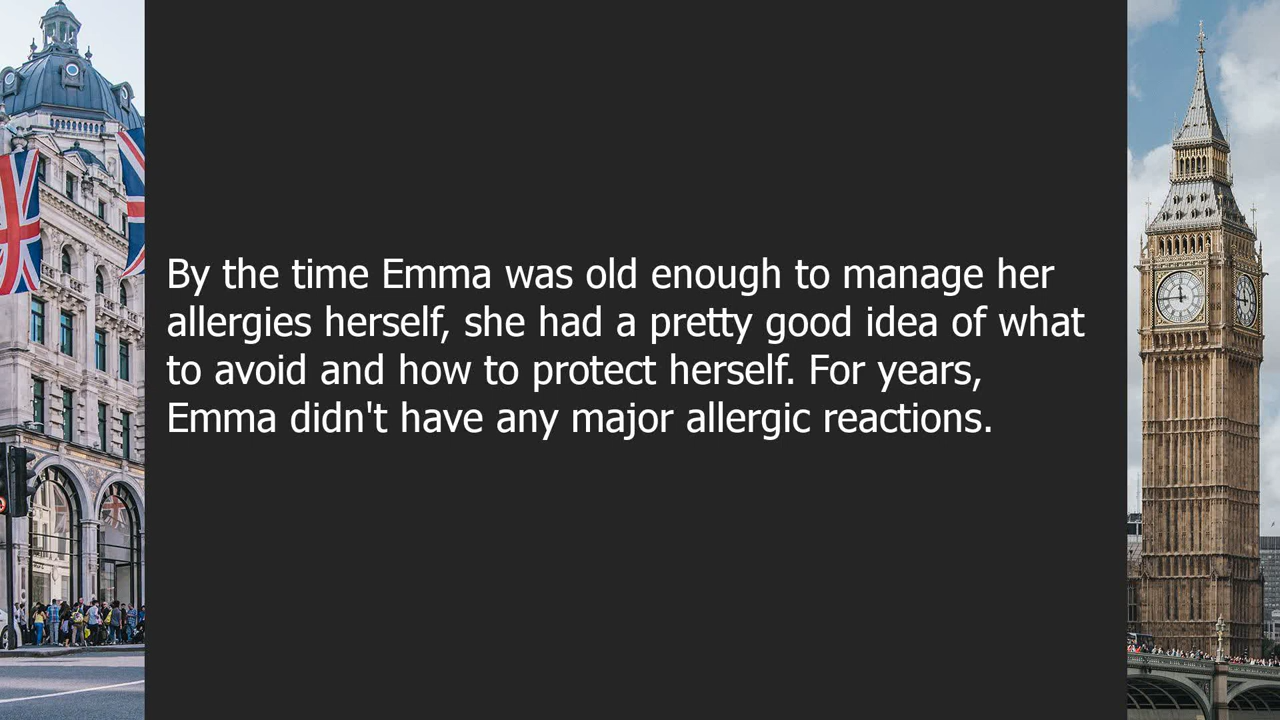 By the time Emma was old enough to manage her
allergies herself, she had a pretty good idea of what
to avoid and how to protect herself. For years,
Emma didn't have any major allergic reactions.